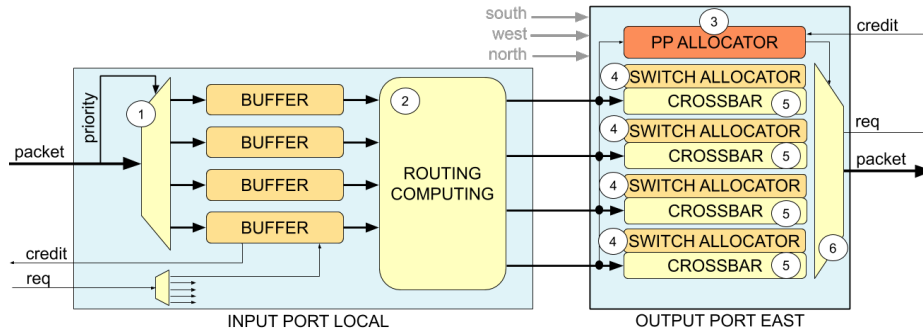 south
west
north
3
PP ALLOCATOR
credit
priority
1
BUFFER
2
4
SWITCH ALLOCATOR
CROSSBAR
5
packet
BUFFER
ROUTING
COMPUTING
4
SWITCH ALLOCATOR
CROSSBAR
5
req
packet
BUFFER
4
SWITCH ALLOCATOR
CROSSBAR
5
BUFFER
4
SWITCH ALLOCATOR
CROSSBAR
5
6
credit
req
INPUT PORT LOCAL
OUTPUT PORT EAST